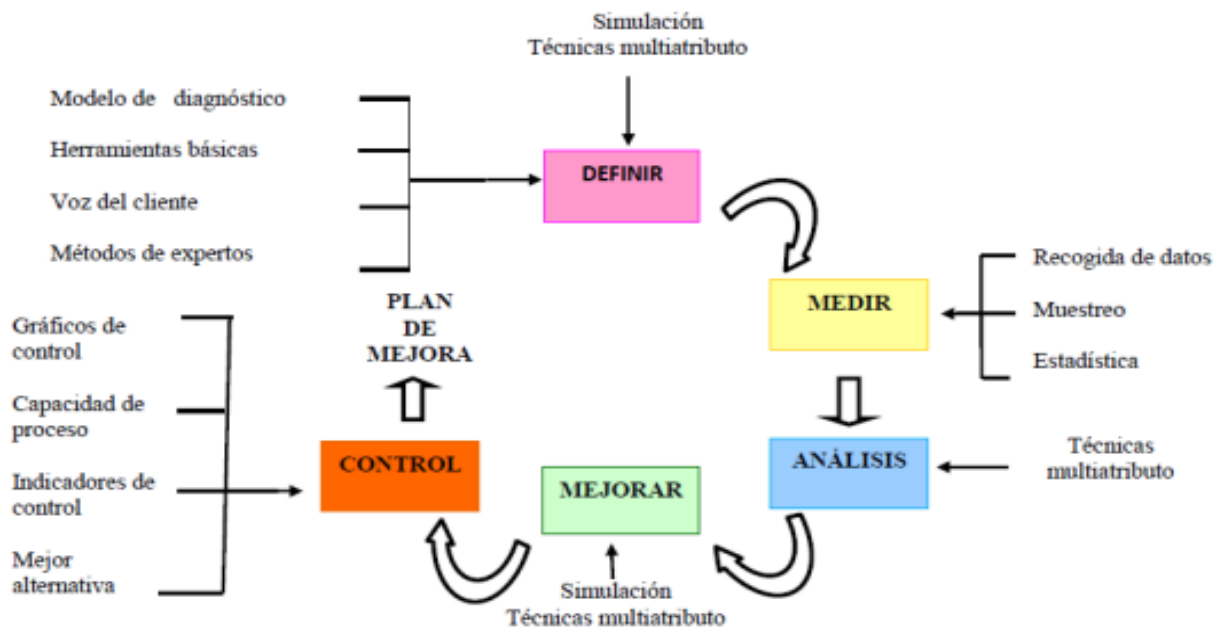 Simulación
Técnicas multiatributo
Modelo de diagnóstico
Herramientas básicas
Voz del cliente
Métodos de expertos
DEFINIR
MEDIR
Recogida de datos
Muestreo
Estadística
PLAN
DE
MEJORA
Gráficos de
control
Capacidad de
proceso
Indicadores de
control
Mejor
alternativa
CONTROL
MEJORAR
ANÁLISIS
Técnicas
multiatributo
Simulación
Técnicas multiatributo